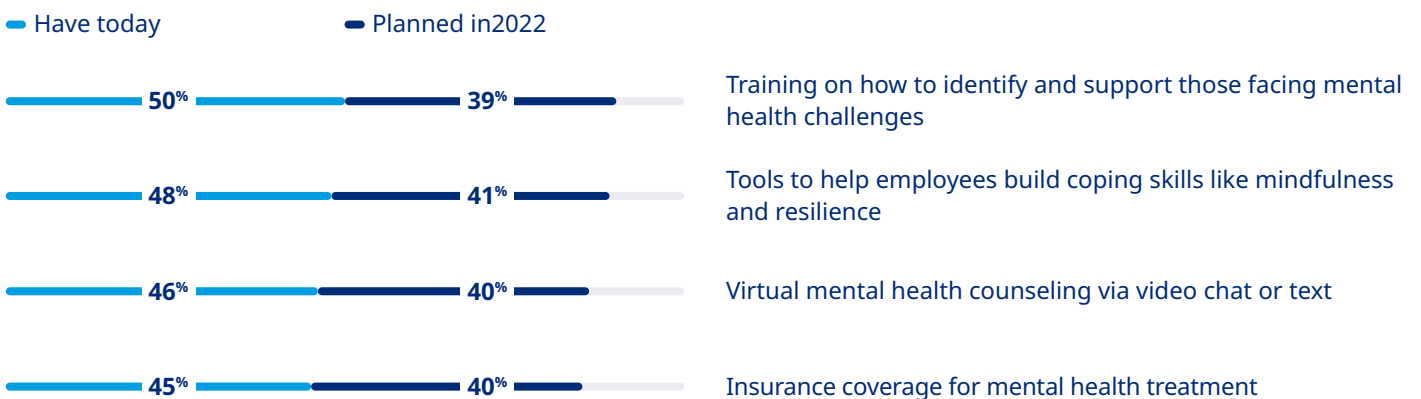 Have today Planned in2022
50% 39% Training on how to identify and support those facing mental
health challenges
48% 41% Tools to help employees build coping skills like mindfulness
and resilience
46% 40% Virtual mental health counseling via video chat or text
45% 40% Insurance coverage for mental health treatment